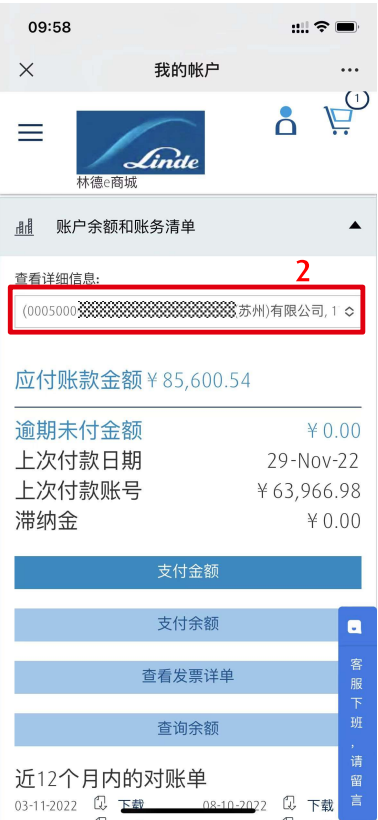 09:58
我的帐户
1
Linde
林德e商城
账户余额和账务清单
查看详细信息:
2
(0005000 (苏州)有限公司, 1
应付账款金额¥85,600.54
逾期未付金额 ¥0.00
上次付款日期 29-Nov-22
上次付款账号 ¥63,966.98
滞纳金 ¥0.00
支付金额
支付余额
查看发票详单
查询余额
客服下班,请留言
近12个月内的对账单
03-11-2022 下载 08-10-2022 下载